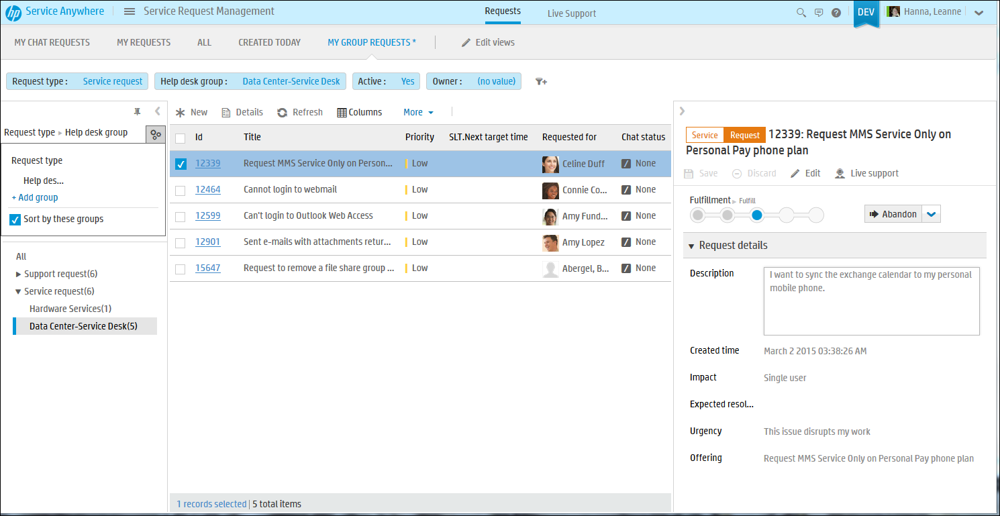 hp Service Anywhere Service Request Management Requests Live Support ? DEV Hanna, Leanne
MY CHAT REQUESTS MY REQUESTS ALL CREATED TODAY MY GROUP REQUESTS * Edit views
Request type : Service request Help desk group : Data Center-Service Desk Active : Yes Owner : (no value)
Request type ▸ Help desk group
Request type
Help des...
+ Add group
Sort by these groups
All
Support request(6)
Service request(6)
Hardware Services(1)
Data Center-Service Desk(5)
New Details Refresh Columns More
Id Title Priority SLT.Next target time Requested for Chat status
12339 Request MMS Service Only on Person... Low Celine Duff None
12464 Cannot login to webmail Low Connie Co... None
12599 Can't login to Outlook Web Access Low Amy Fund... None
12901 Sent e-mails with attachments retur... Low Amy Lopez None
15647 Request to remove a file share group ... Low Abergel, B... None
1 records selected | 5 total items
Service Request 12339: Request MMS Service Only on
Personal Pay phone plan
Save Discard Edit Live support
Fulfillment ▸ Fulfill
Abandon
Request details
Description I want to sync the exchange calendar to my personal
mobile phone.
Created time March 2 2015 03:38:26 AM
Impact Single user
Expected resol...
Urgency This issue disrupts my work
Offering Request MMS Service Only on Personal Pay phone plan